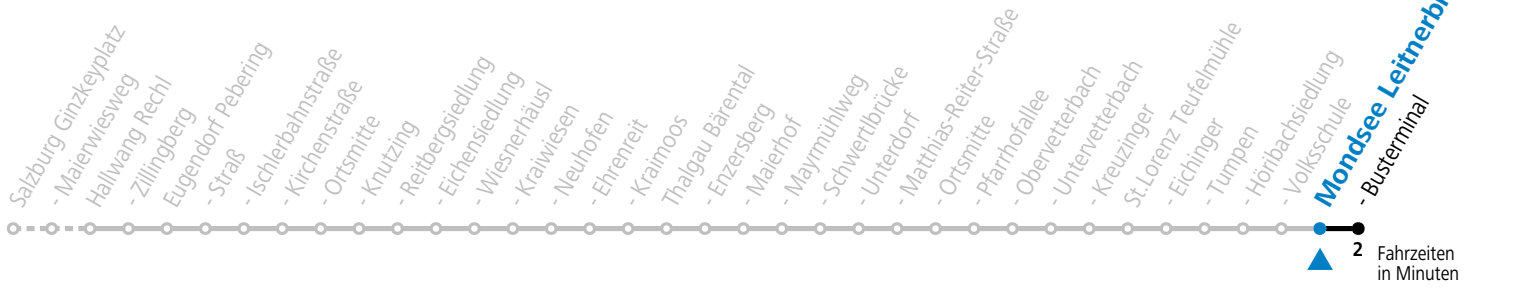 Salzburg Ginzkeyplatz
- Maierwiesweg
Hallwang Rechl
- Zillingberg
Eugendorf Pebering
- Straß
- Ischlerbahnstraße
- Kirchenstraße
- Ortsmitte
- Knutzing
- Reitbergsiedlung
- Eichensiedlung
- Wiesnerhäusl
- Kraiwiesen
- Neuhofen
- Ehrenreit
- Kraimoos
Thalgau Bärental
- Enzersberg
- Maierhof
- Mayrmühlweg
- Schwertlbrücke
- Unterdorf
- Matthias-Reiter-Straße
- Ortsmitte
- Pfarrhofallee
- Obervetterbach
- Untervetterbach
- Kreuzinger
St.Lorenz Teufelmühle
- Eichinger
- Tumpen
- Höribachsiedlung
- Volksschule
Mondsee
- Busterminal
2
Fahrzeiten
in Minuten